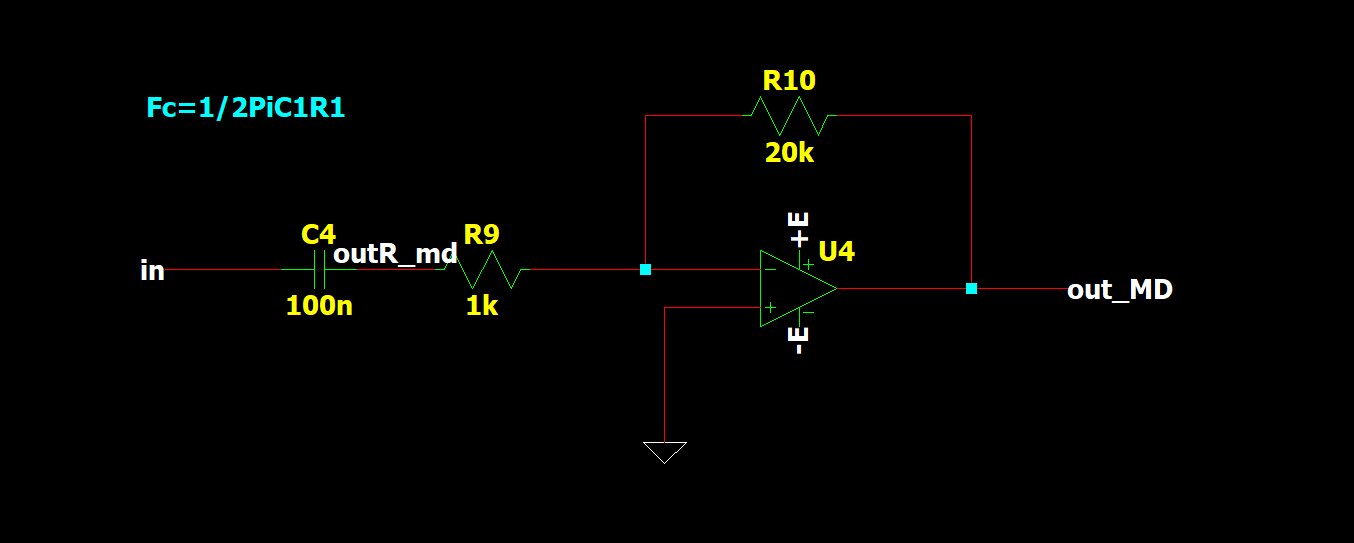 Fc=1/2PiC1R1
R10
20k
C4
outR_md
R9
in
100n
1k
+E
U4
-E
out_MD